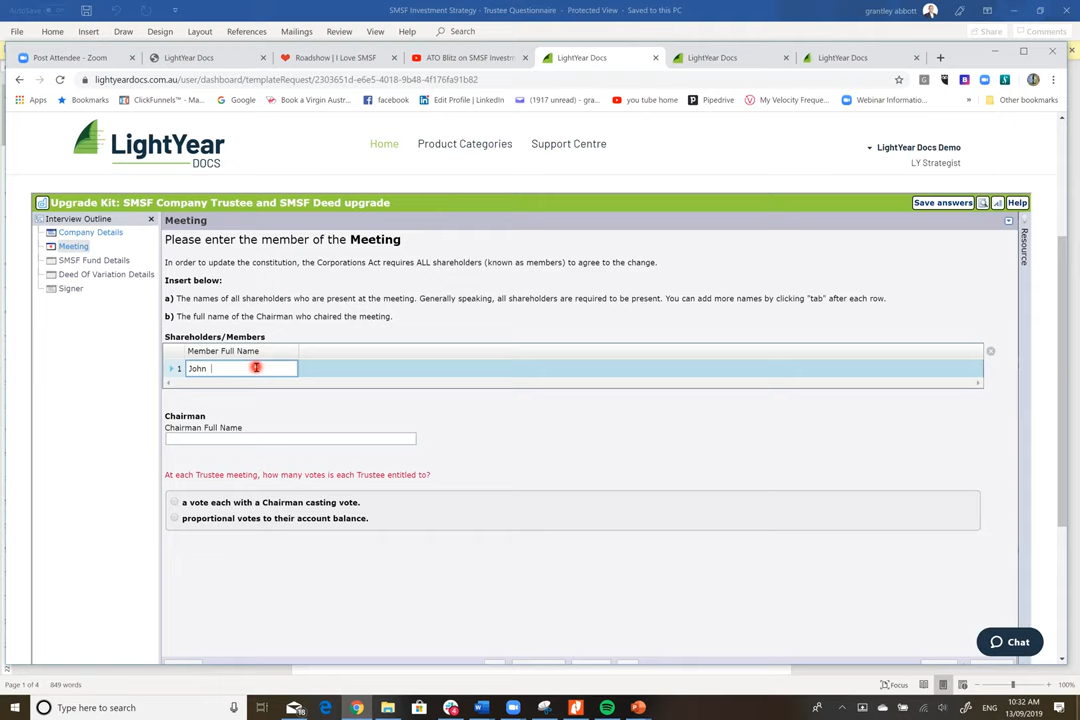 AutoSave
SMSF Investment Strategy - Trustee Questionnaire - Protected View - Saved to this PC
grantley abbott
File Home Insert Draw Design Layout References Mailings Review View Help Search Share Comments
Post Attendee - Zoom
LightYear Docs
Roadshow | I Love SMSF
ATO Blitz on SMSF Investm
LightYear Docs
LightYear Docs
LightYear Docs
lightyeardocs.com.au/user/dashboard/templateRequest/2303651d-e6e5-4018-9b48-4f176fa91b82
Apps Bookmarks ClickFunnels™ - Ma... Google Book a Virgin Austr... facebook Edit Profile | LinkedIn (1917 unread) - gra... you tube home Pipedrive My Velocity Freque... Webinar Informatio... » Other bookmarks
LightYear
DOCS
Home Product Categories Support Centre
LightYear Docs Demo
LY Strategist
Upgrade Kit: SMSF Company Trustee and SMSF Deed upgrade
Save answers Help
Interview Outline
Company Details
Meeting
SMSF Fund Details
Deed Of Variation Details
Signer
Meeting
Resource
Please enter the member of the Meeting
In order to update the constitution, the Corporations Act requires ALL shareholders (known as members) to agree to the change.
Insert below:
a) The names of all shareholders who are present at the meeting. Generally speaking, all shareholders are required to be present. You can add more names by clicking "tab" after each row.
b) The full name of the Chairman who chaired the meeting.
Shareholders/Members
Member Full Name
1 John
Chairman
Chairman Full Name
At each Trustee meeting, how many votes is each Trustee entitled to?
a vote each with a Chairman casting vote.
proportional votes to their account balance.
Chat
Page 1 of 4 849 words
Focus
100%
Type here to search
ENG
10:32 AM
13/09/2019